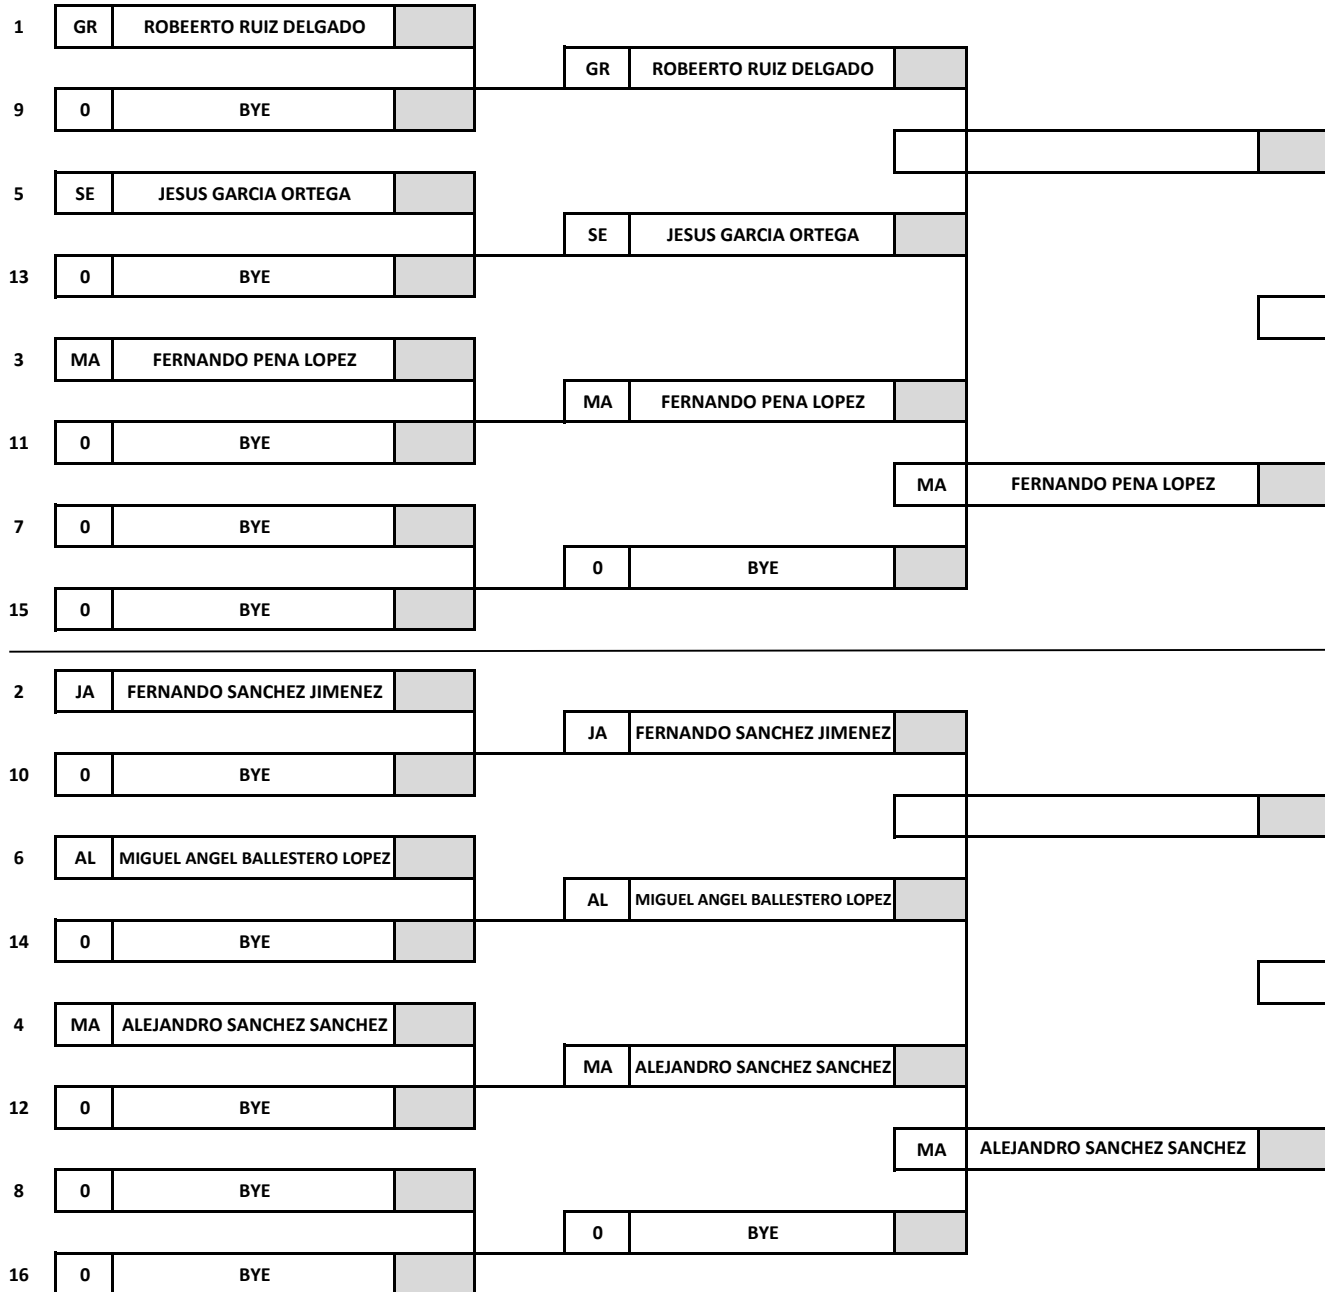 1 GR ROBEERTO RUIZ DELGADO
GR ROBEERTO RUIZ DELGADO
9 0 BYE
5 SE JESUS GARCIA ORTEGA
SE JESUS GARCIA ORTEGA
13 0 BYE
3 MA FERNANDO PENA LOPEZ
MA FERNANDO PENA LOPEZ
11 0 BYE
MA FERNANDO PENA LOPEZ
7 0 BYE
0 BYE
15 0 BYE
2 JA FERNANDO SANCHEZ JIMENEZ
JA FERNANDO SANCHEZ JIMENEZ
10 0 BYE
6 AL MIGUEL ANGEL BALLESTERO LOPEZ
AL MIGUEL ANGEL BALLESTERO LOPEZ
14 0 BYE
4 MA ALEJANDRO SANCHEZ SANCHEZ
MA ALEJANDRO SANCHEZ SANCHEZ
12 0 BYE
MA ALEJANDRO SANCHEZ SANCHEZ
8 0 BYE
0 BYE
16 0 BYE